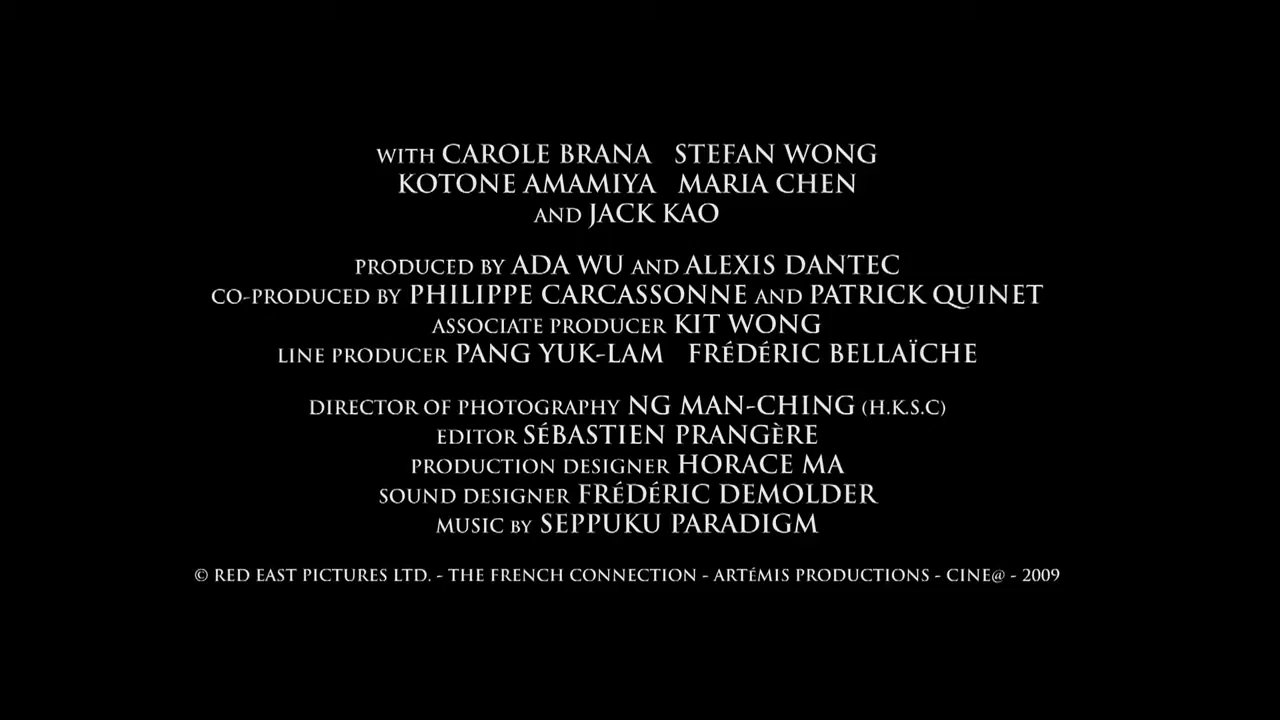 WITH CAROLE BRANA STEFAN WONG
KOTONE AMAMIYA MARIA CHEN
AND JACK KAO
PRODUCED BY ADA WU AND ALEXIS DANTEC
CO-PRODUCED BY PHILIPPE CARCASSONNE AND PATRICK QUINET
ASSOCIATE PRODUCER KIT WONG
LINE PRODUCER PANG YUK-LAM FRÉDÉRIC BELLAÏCHE
DIRECTOR OF PHOTOGRAPHY NG MAN-CHING (H.K.S.C)
EDITOR SÉBASTIEN PRANGÈRE
PRODUCTION DESIGNER HORACE MA
SOUND DESIGNER FRÉDÉRIC DEMOLDER
MUSIC BY SEPPUKU PARADIGM
© RED EAST PICTURES LTD. - THE FRENCH CONNECTION - ARTÉMIS PRODUCTIONS - CINE@ - 2009